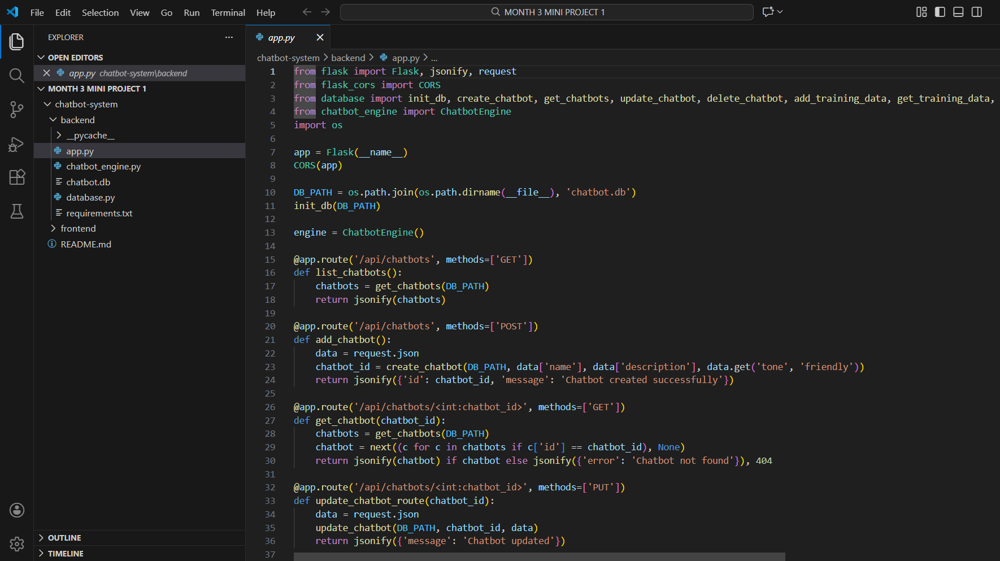 File Edit Selection View Go Run Terminal Help
MONTH 3 MINI PROJECT 1
EXPLORER
OPEN EDITORS
app.py chatbot-system\backend
MONTH 3 MINI PROJECT 1
chatbot-system
backend
__pycache__
app.py
chatbot_engine.py
chatbot.db
database.py
requirements.txt
frontend
README.md
OUTLINE
TIMELINE
app.py
chatbot-system > backend > app.py > ...
1 from flask import Flask, jsonify, request
2 from flask_cors import CORS
3 from database import init_db, create_chatbot, get_chatbots, update_chatbot, delete_chatbot, add_training_data, get_training_data,
4 from chatbot_engine import ChatbotEngine
5 import os
6
7 app = Flask(__name__)
8 CORS(app)
9
10 DB_PATH = os.path.join(os.path.dirname(__file__), 'chatbot.db')
11 init_db(DB_PATH)
12
13 engine = ChatbotEngine()
14
15 @app.route('/api/chatbots', methods=['GET'])
16 def list_chatbots():
17     chatbots = get_chatbots(DB_PATH)
18     return jsonify(chatbots)
19
20 @app.route('/api/chatbots', methods=['POST'])
21 def add_chatbot():
22     data = request.json
23     chatbot_id = create_chatbot(DB_PATH, data['name'], data['description'], data.get('tone', 'friendly'))
24     return jsonify({'id': chatbot_id, 'message': 'Chatbot created successfully'})
25
26 @app.route('/api/chatbots/<int:chatbot_id>', methods=['GET'])
27 def get_chatbot(chatbot_id):
28     chatbots = get_chatbots(DB_PATH)
29     chatbot = next((c for c in chatbots if c['id'] == chatbot_id), None)
30     return jsonify(chatbot) if chatbot else jsonify({'error': 'Chatbot not found'}), 404
31
32 @app.route('/api/chatbots/<int:chatbot_id>', methods=['PUT'])
33 def update_chatbot_route(chatbot_id):
34     data = request.json
35     update_chatbot(DB_PATH, chatbot_id, data)
36     return jsonify({'message': 'Chatbot updated'})
37